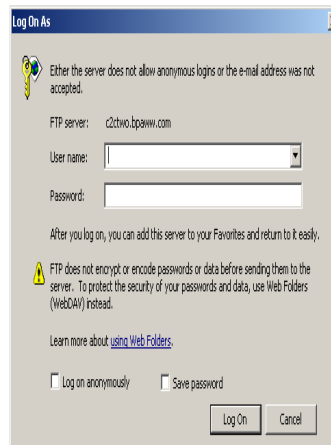 Log On As
Either the server does not allow anonymous logins or the e-mail address was not
accepted.
FTP server: c2ctwo.bpaww.com
User name:
Password:
After you log on, you can add this server to your Favorites and return to it easily.
FTP does not encrypt or encode passwords or data before sending them to the
server. To protect the security of your passwords and data, use Web Folders
(WebDAV) instead.
Learn more about using Web Folders.
Log on anonymously Save password
Log On Cancel